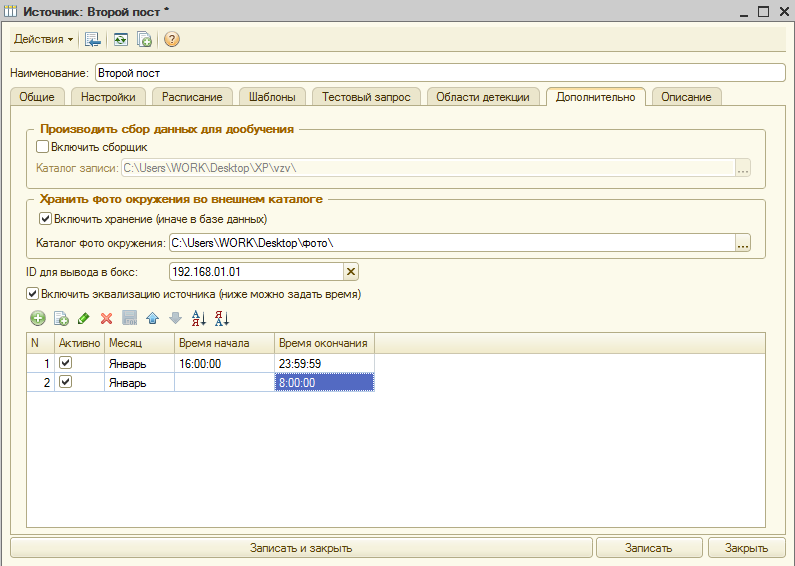 Источник: Второй пост *
Действия
Наименование: Второй пост
Общие Настройки Расписание Шаблоны Тестовый запрос Области детекции Дополнительно Описание
Производить сбор данных для дообучения
Включить сборщик
Каталог записи: C:\Users\WORK\Desktop\XP\vzv\ ...
Хранить фото окружения во внешнем каталоге
Включить хранение (иначе в базе данных)
Каталог фото окружения: C:\Users\WORK\Desktop\фото\ ...
ID для вывода в бокс: 192.168.01.01
Включить эквализацию источника (ниже можно задать время)
N Активно Месяц Время начала Время окончания
1 Январь 16:00:00 23:59:59
2 Январь 8:00:00
Записать и закрыть Записать Закрыть